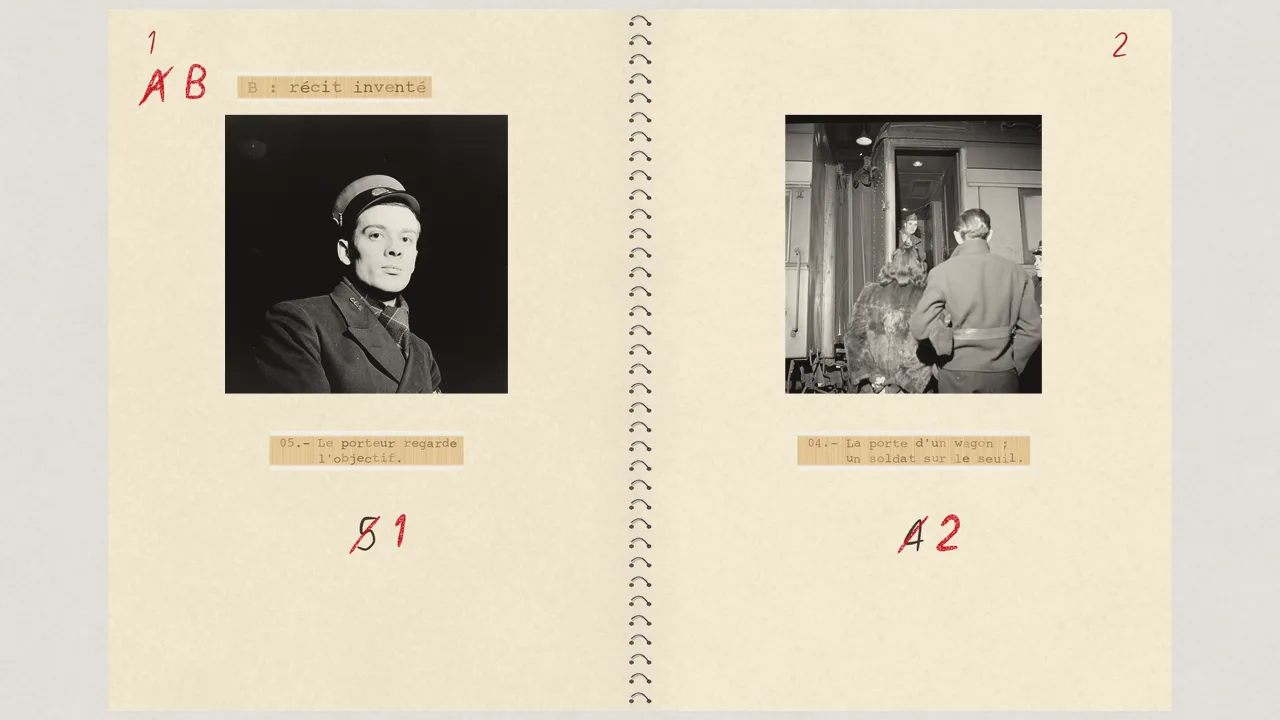 1
A B
B : récit inventé
05.- Le porteur regarde
l'objectif.
5 1
2
04.- La porte d'un wagon ;
un soldat sur le seuil.
4 2